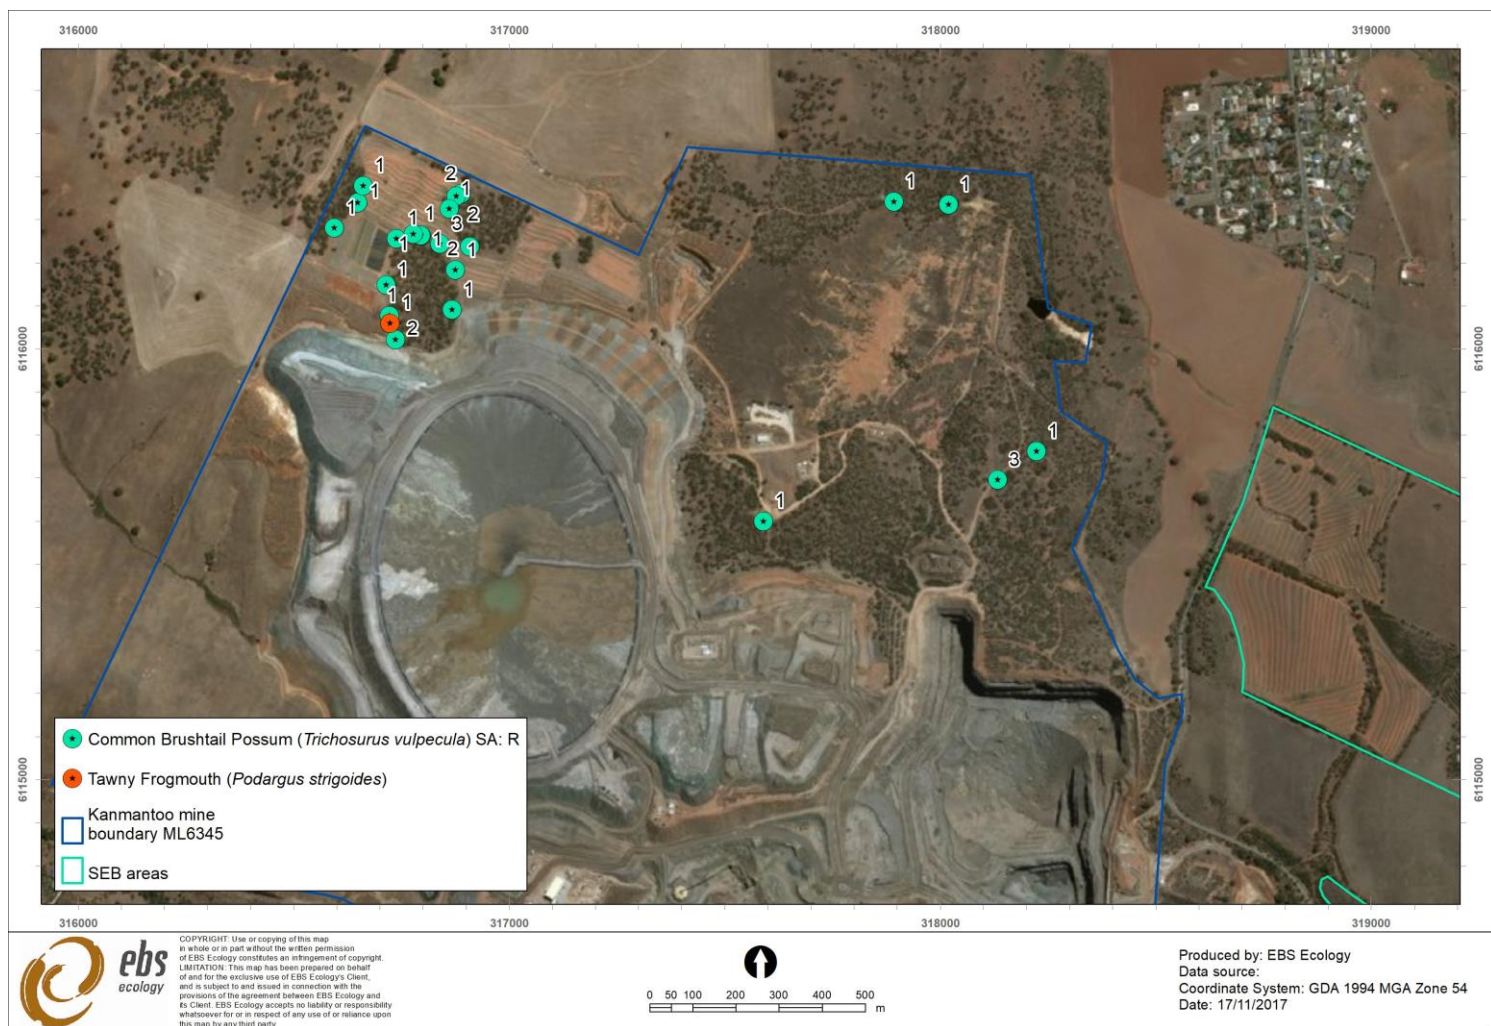 316000
317000
318000
319000
1
1
1
2
1
2
1
1
3
1
1
2
1
1
1
1
1
2
1
1
1
3
1
6116000
6116000
6115000
6115000
Common Brushtail Possum (Trichosurus vulpecula) SA: R
Tawny Frogmouth (Podargus strigoides)
Kanmantoo mine
boundary ML6345
SEB areas
316000
317000
318000
319000
ebs
ecology
COPYRIGHT: Use or copying of this map
in whole or in part without the written permission
of EBS Ecology constitutes an infringement of copyright.
LIMITATION: This map has been prepared on behalf
of and for the exclusive use of EBS Ecology's Client,
and is subject to and issued in connection with the
provisions of the agreement between EBS Ecology and
its Client. EBS Ecology accepts no liability or responsibility
whatsoever for or in respect of any use of or reliance upon
this map by any third party.
0 50 100 200 300 400 500
m
Produced by: EBS Ecology
Data source:
Coordinate System: GDA 1994 MGA Zone 54
Date: 17/11/2017